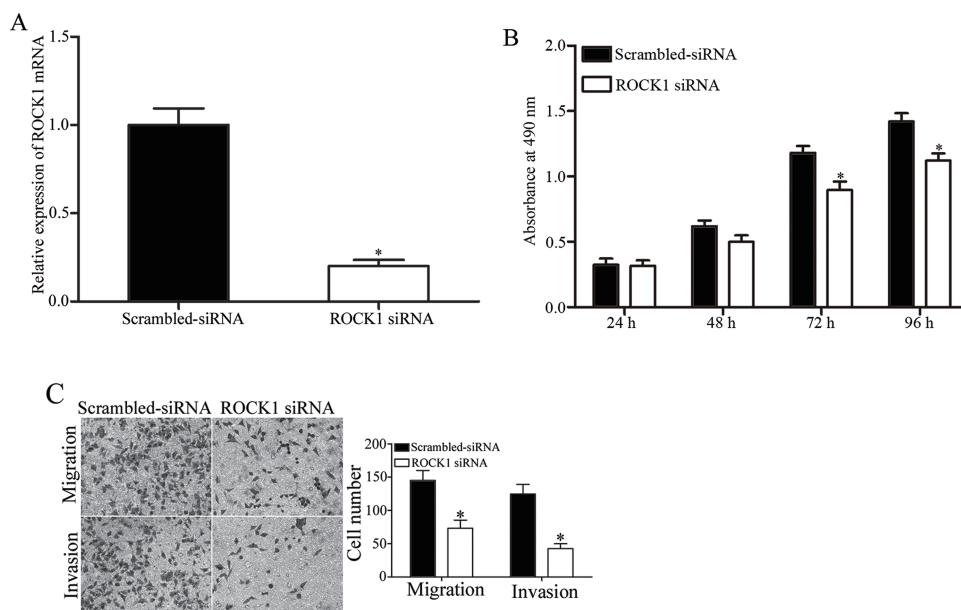 A
Relative expression of ROCK1 mRNA
1.5
1.0
0.5
0.0
*
Scrambled-siRNA
ROCK1 siRNA
B
Absorbance at 490 nm
2.0
1.5
1.0
0.5
0.0
Scrambled-siRNA
ROCK1 siRNA
*
*
24 h
48 h
72 h
96 h
C
Scrambled-siRNA
ROCK1 siRNA
Migration
Invasion
Cell number
200
150
100
50
0
Scrambled-siRNA
ROCK1 siRNA
*
*
Migration
Invasion